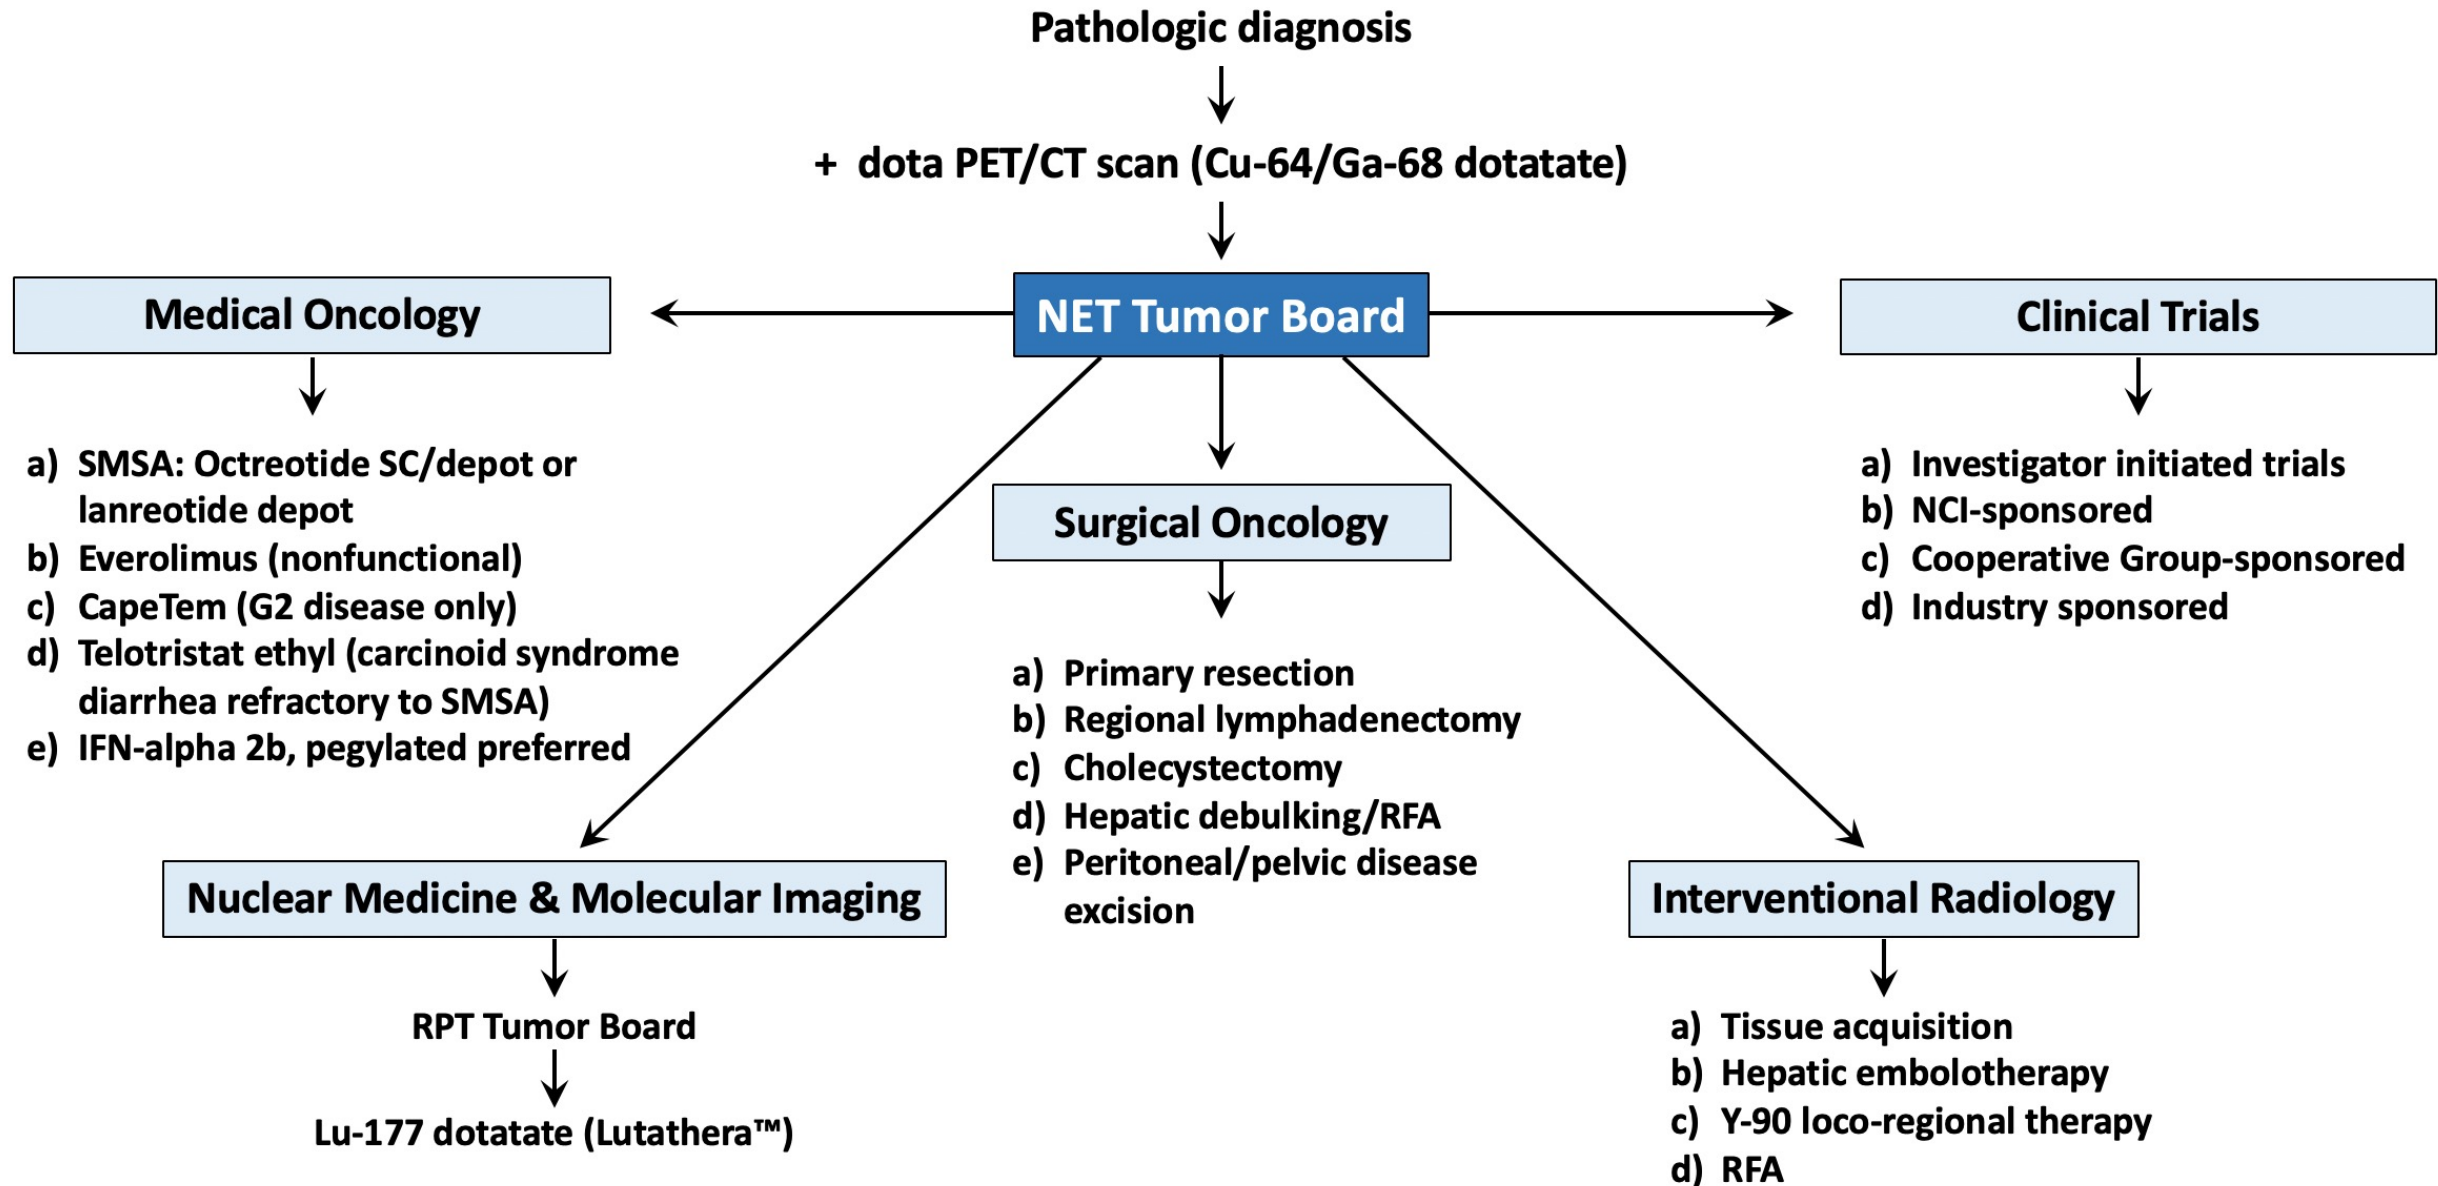 Pathologic diagnosis
+ dota PET/CT scan (Cu-64/Ga-68 dotatate)
NET Tumor Board
Medical Oncology
a) SMSA: Octreotide SC/depot or
lanreotide depot
b) Everolimus (nonfunctional)
c) CapeTem (G2 disease only)
d) Telotristat ethyl (carcinoid syndrome
diarrhea refractory to SMSA)
e) IFN-alpha 2b, pegylated preferred
Clinical Trials
a) Investigator initiated trials
b) NCI-sponsored
c) Cooperative Group-sponsored
d) Industry sponsored
Surgical Oncology
a) Primary resection
b) Regional lymphadenectomy
c) Cholecystectomy
d) Hepatic debulking/RFA
e) Peritoneal/pelvic disease
excision
Nuclear Medicine & Molecular Imaging
RPT Tumor Board
Lu-177 dotatate (Lutathera™)
Interventional Radiology
a) Tissue acquisition
b) Hepatic embolotherapy
c) Y-90 loco-regional therapy
d) RFA